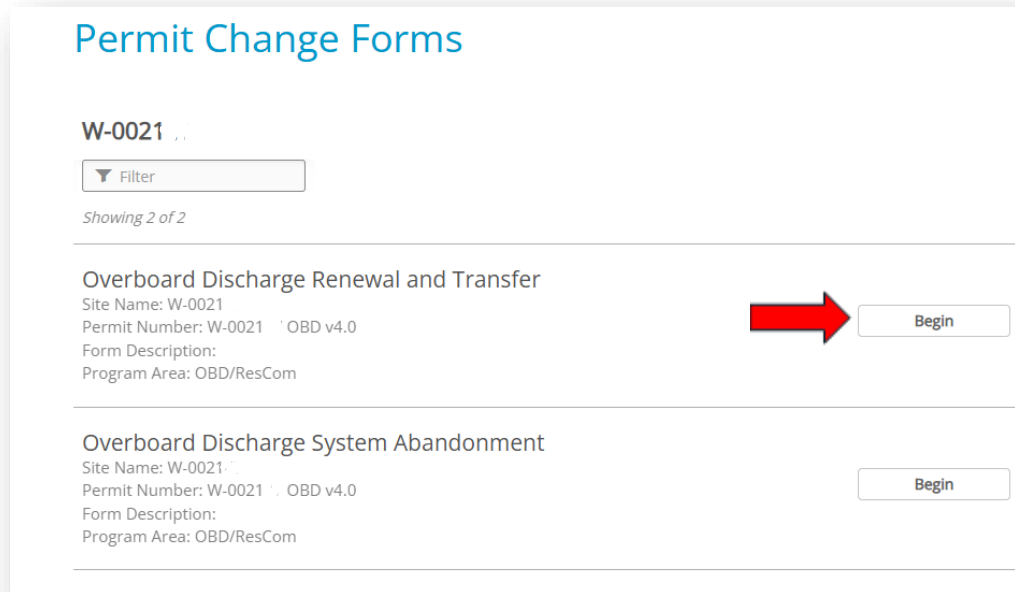 Permit Change Forms
W-0021
Filter
Showing 2 of 2
Overboard Discharge Renewal and Transfer
Site Name: W-0021
Permit Number: W-0021 OBD v4.0
Form Description:
Program Area: OBD/ResCom
Begin
Overboard Discharge System Abandonment
Site Name: W-0021
Permit Number: W-0021 OBD v4.0
Form Description:
Program Area: OBD/ResCom
Begin